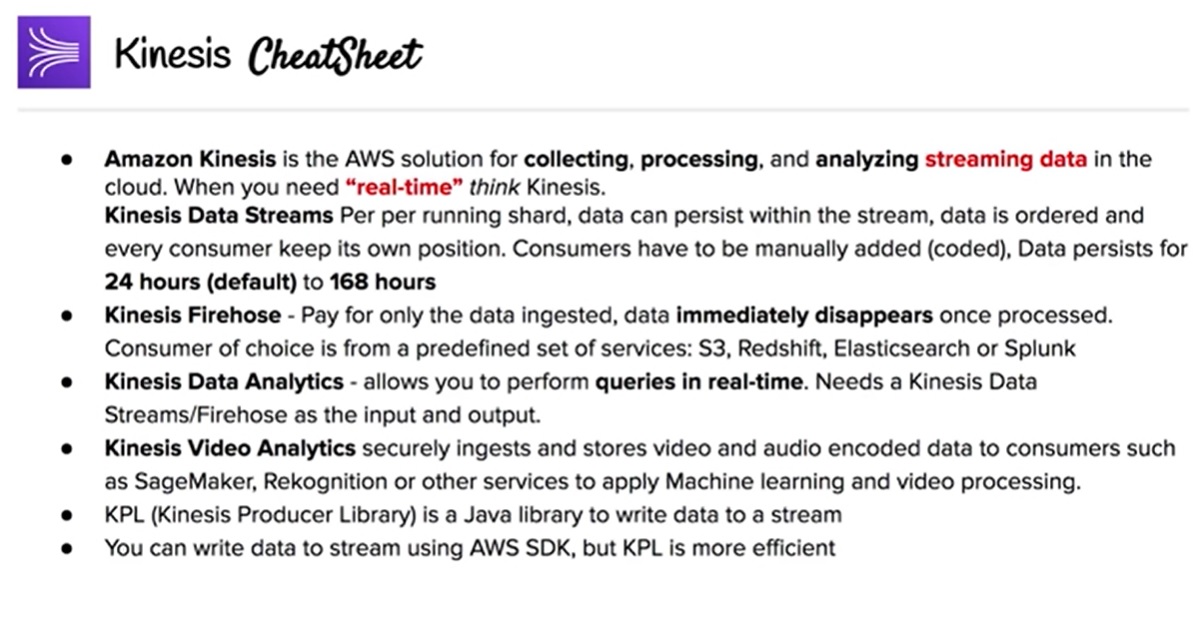 Kinesis CheatSheet
● Amazon Kinesis is the AWS solution for collecting, processing, and analyzing streaming data in the
cloud. When you need “real-time” think Kinesis.
Kinesis Data Streams Per per running shard, data can persist within the stream, data is ordered and
every consumer keep its own position. Consumers have to be manually added (coded), Data persists for
24 hours (default) to 168 hours
● Kinesis Firehose - Pay for only the data ingested, data immediately disappears once processed.
Consumer of choice is from a predefined set of services: S3, Redshift, Elasticsearch or Splunk
● Kinesis Data Analytics - allows you to perform queries in real-time. Needs a Kinesis Data
Streams/Firehose as the input and output.
● Kinesis Video Analytics securely ingests and stores video and audio encoded data to consumers such
as SageMaker, Rekognition or other services to apply Machine learning and video processing.
● KPL (Kinesis Producer Library) is a Java library to write data to a stream
● You can write data to stream using AWS SDK, but KPL is more efficient